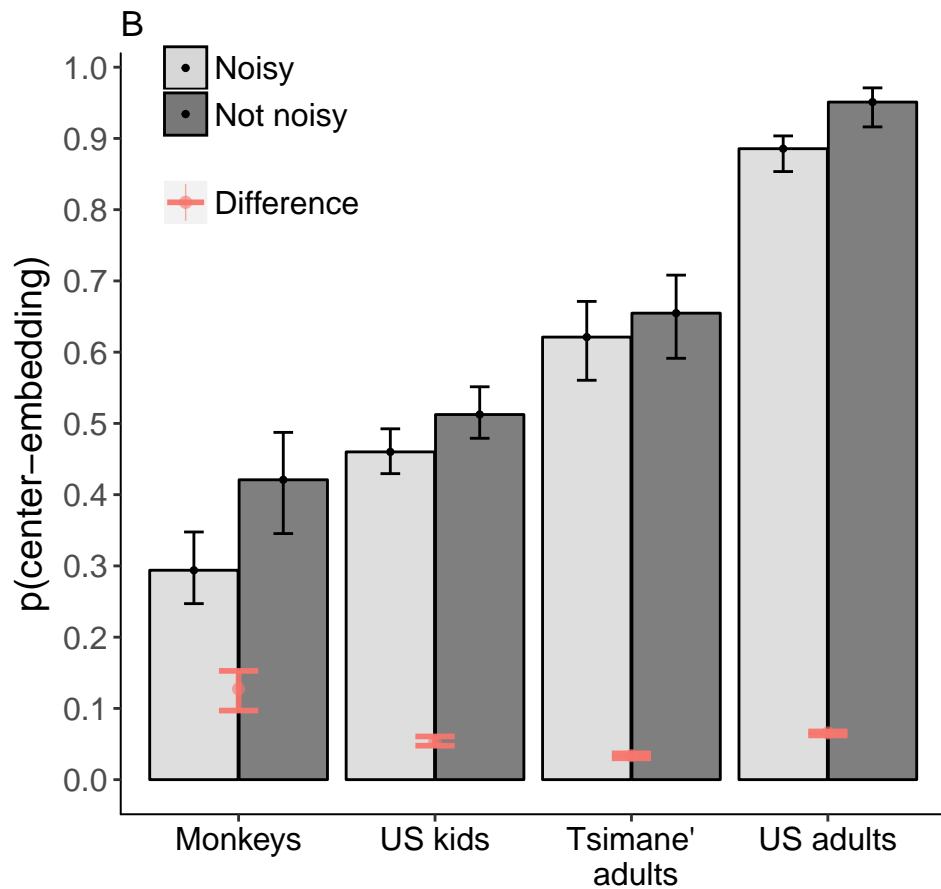 B
Noisy
Not noisy
Difference
p(center−embedding)
1.0
0.9
0.8
0.7
0.6
0.5
0.4
0.3
0.2
0.1
0.0
Monkeys
US kids
Tsimane'
adults
US adults